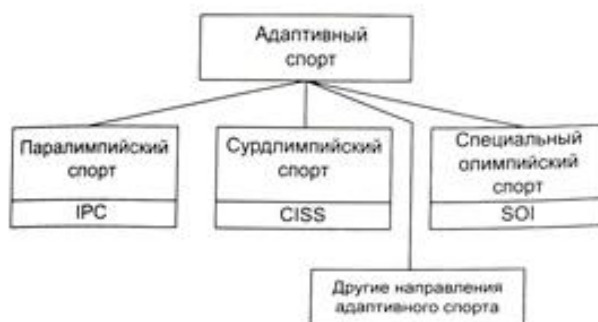 Адаптивный
спорт
Паралимпийский
спорт
IPC
Сурдлимпийский
спорт
CISS
Специальный
олимпийский
спорт
SOI
Другие направления
адаптивного спорта